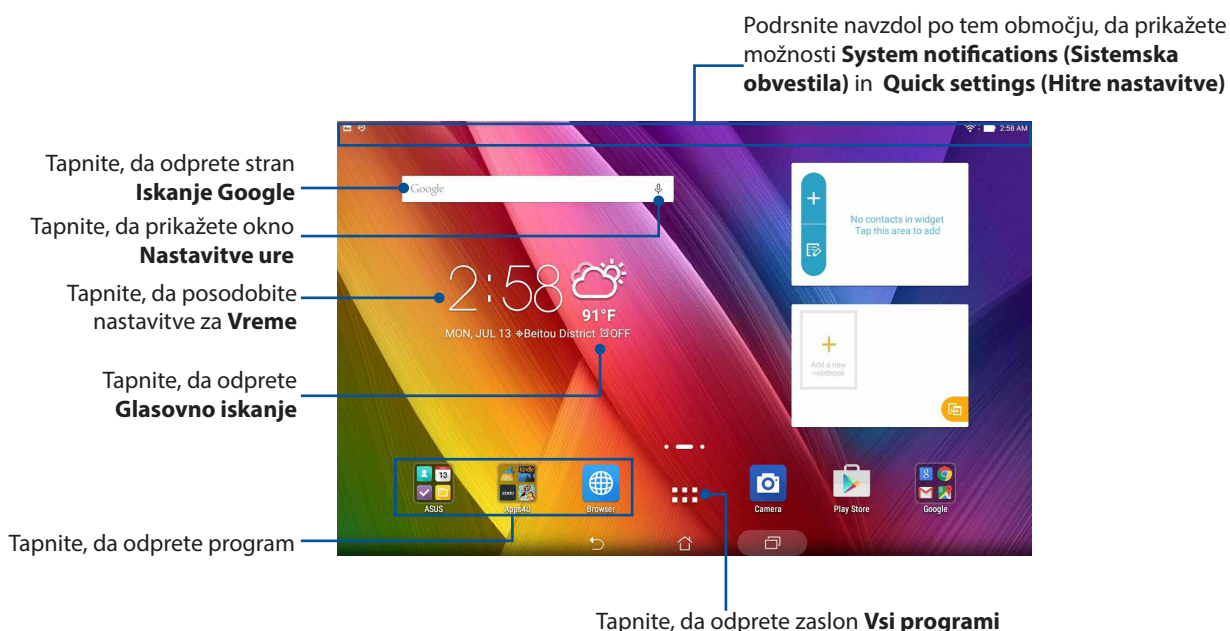 Podrsnite navzdol po tem območju, da prikažete
možnosti System notifications (Sistemska
obvestila) in Quick settings (Hitre nastavitve)
2:58 AM
Tapnite, da odprete stran
Iskanje Google
Google
Tapnite, da prikažete okno
Nastavitve ure
No contacts in widget
Tap this area to add
Tapnite, da posodobite
nastavitve za Vreme
2:58
91°F
MON, JUL 13 Beitou District OFF
Add a new
notebook
Tapnite, da odprete
Glasovno iskanje
13
kindle
zinio
8
ASUS
Apps4U
Browser
Camera
Play Store
Google
Tapnite, da odprete program
Tapnite, da odprete zaslon Vsi programi